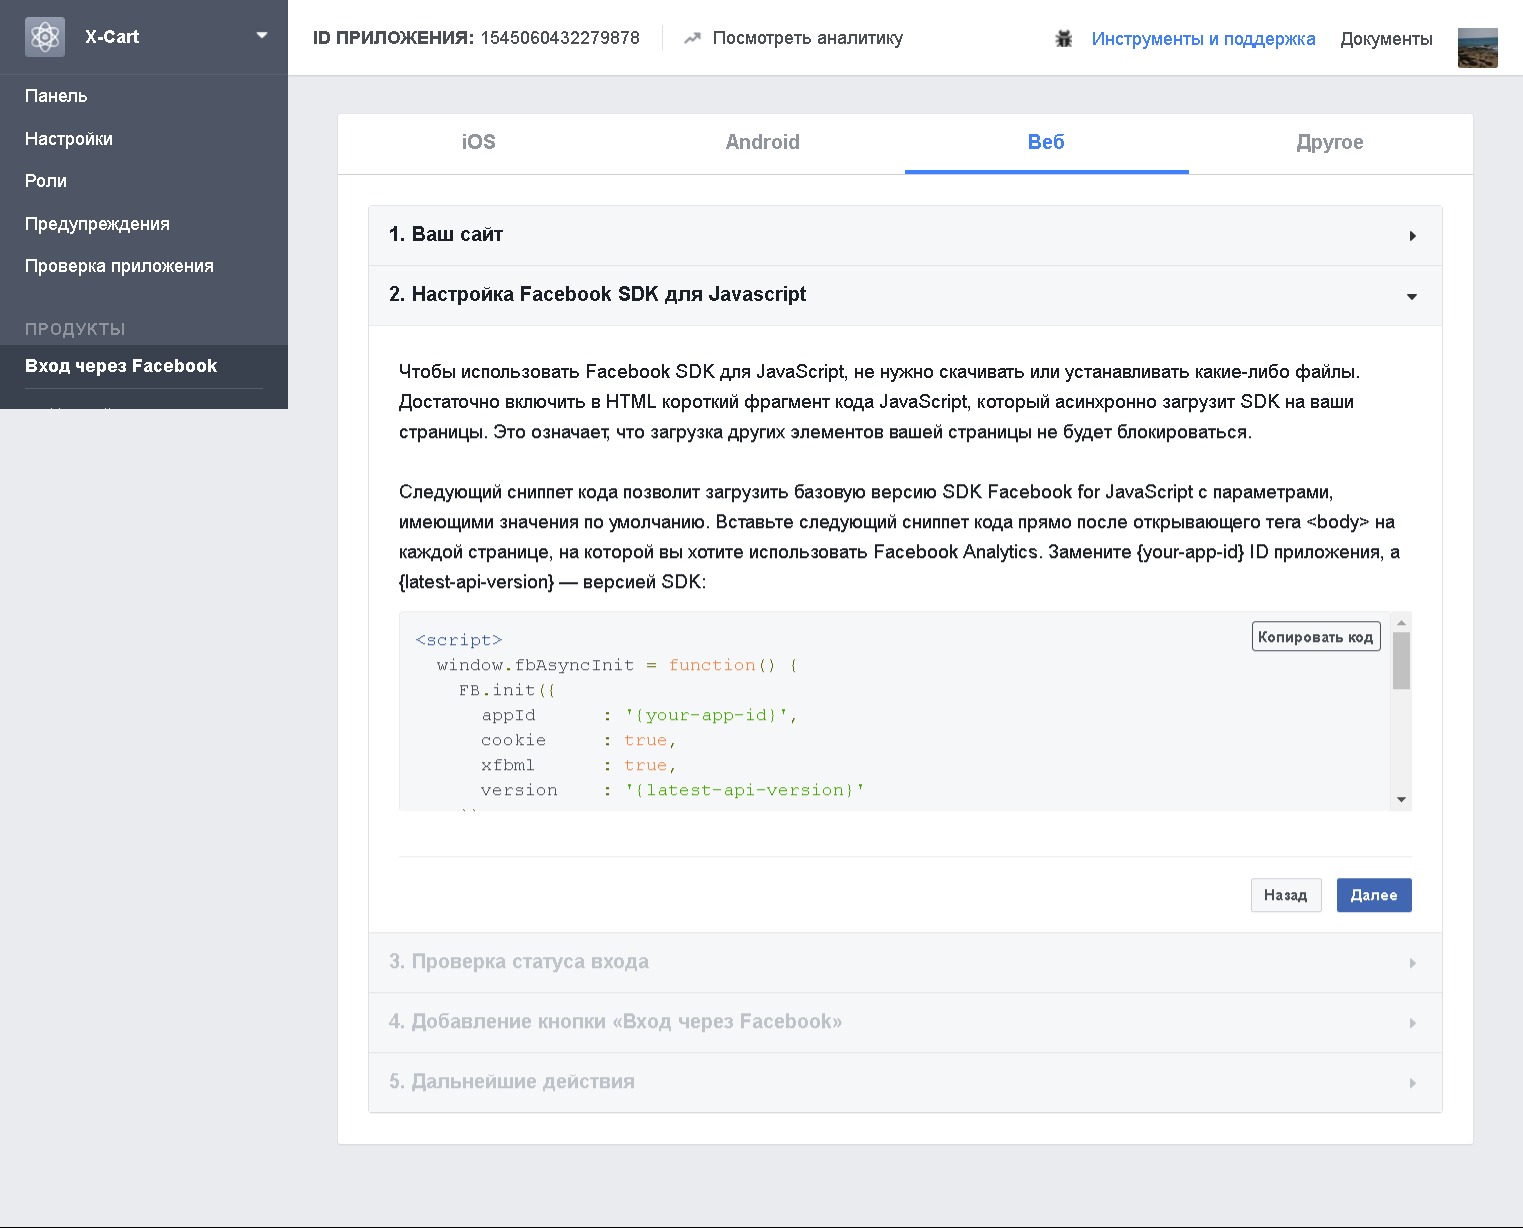 X-Cart
ID ПРИЛОЖЕНИЯ: 1545060432279878
Посмотреть аналитику
Инструменты и поддержка
Документы
Панель
Настройки
Роли
Предупреждения
Проверка приложения
ПРОДУКТЫ
Вход через Facebook
iOS
Android
Веб
Другое
1. Ваш сайт
2. Настройка Facebook SDK для Javascript
Чтобы использовать Facebook SDK для JavaScript, не нужно скачивать или устанавливать какие-либо файлы.
Достаточно включить в HTML короткий фрагмент кода JavaScript, который асинхронно загрузит SDK на ваши
страницы. Это означает, что загрузка других элементов вашей страницы не будет блокироваться.
Следующий сниппет кода позволит загрузить базовую версию SDK Facebook for JavaScript с параметрами,
имеющими значения по умолчанию. Вставьте следующий сниппет кода прямо после открывающего тега <body> на
каждой странице, на которой вы хотите использовать Facebook Analytics. Замените {your-app-id} ID приложения, а
{latest-api-version} — версией SDK:
Копировать код
<script>
window.fbAsyncInit = function() {
FB.init({
appId : '{your-app-id}',
cookie : true,
xfbml : true,
version : '{latest-api-version}'
Назад
Далее
3. Проверка статуса входа
4. Добавление кнопки «Вход через Facebook»
5. Дальнейшие действия